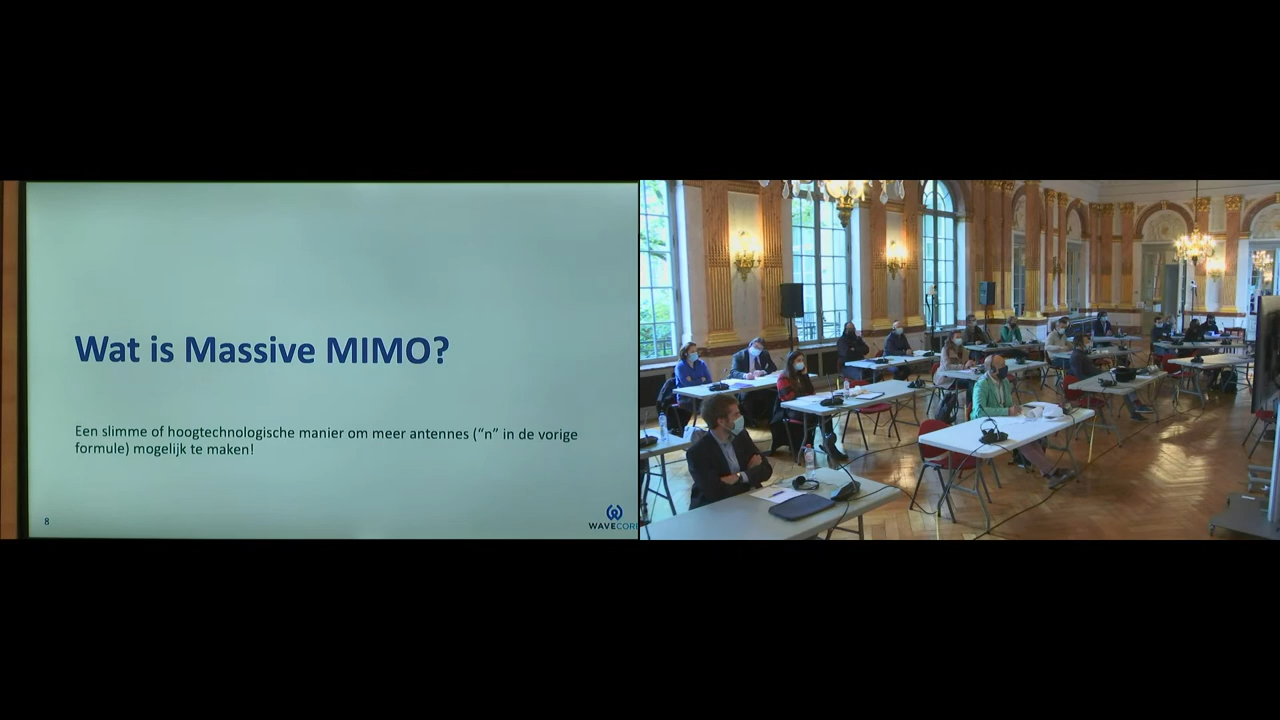 Wat is Massive MIMO?
Een slimme of hoogtechnologische manier om meer antennes (“n” in de vorige
formule) mogelijk te maken!
8
WAVECORE